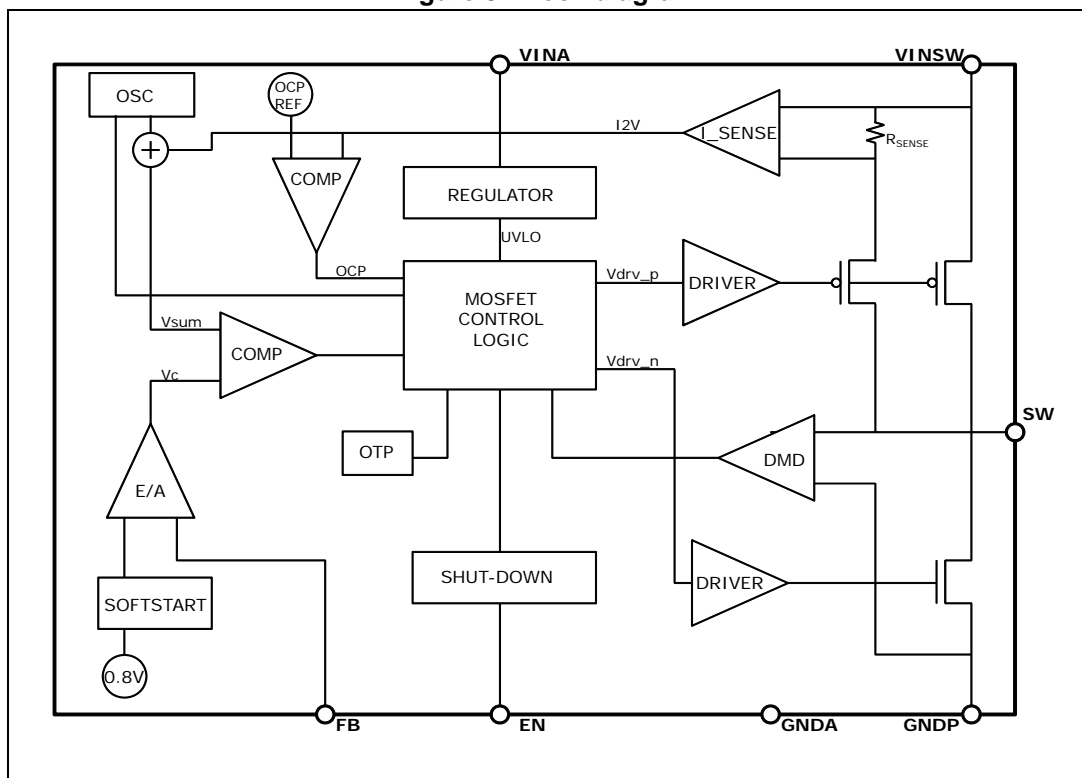 VINA
VINSW
OSC
OCP
REF
+
I2V
I_SENSE
RSENSE
COMP
REGULATOR
UVLO
OCP
Vdrv_p
DRIVER
MOSFET
CONTROL
LOGIC
Vsum
COMP
Vc
Vdrv_n
SW
OTP
DMD
E/A
SHUT-DOWN
DRIVER
SOFTSTART
0.8V
FB
EN
GNDA
GNDP